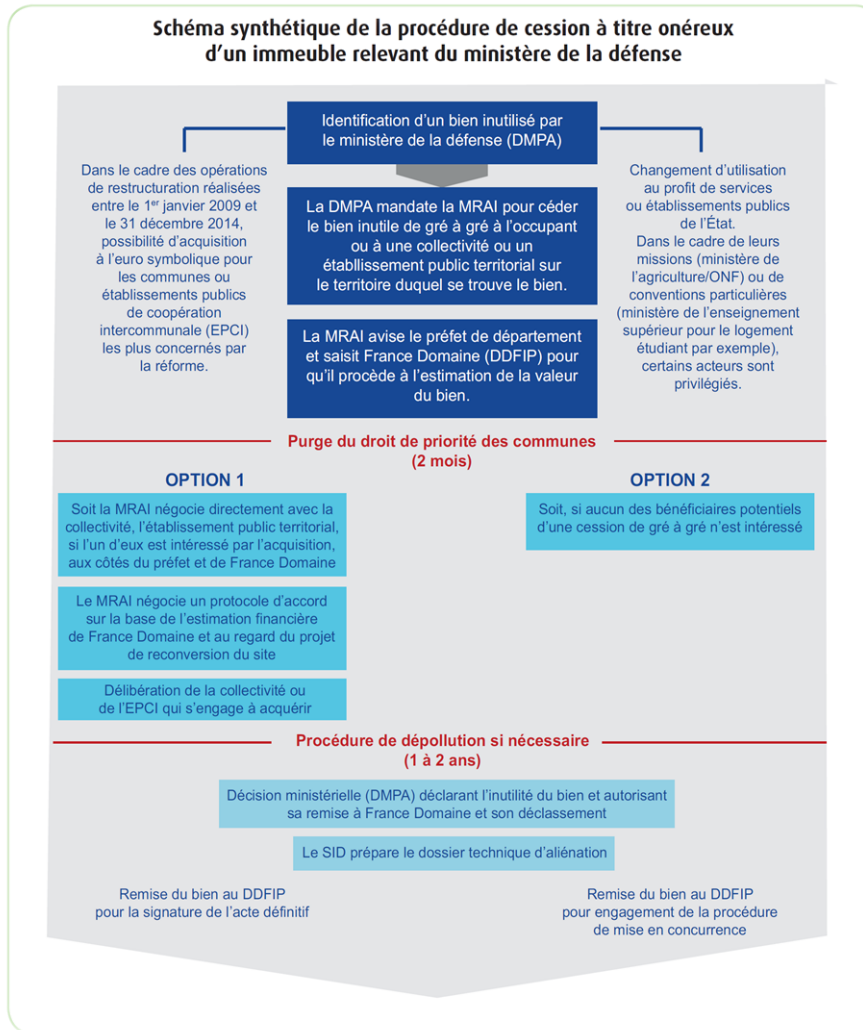 Schéma synthétique de la procédure de cession à titre onéreux
d'un immeuble relevant du ministère de la défense
Identification d'un bien inutilisé par
le ministère de la défense (DMPA)
Dans le cadre des opérations
de restructuration réalisées
entre le 1er janvier 2009 et
le 31 décembre 2014,
possibilité d'acquisition
à l'euro symbolique pour
les communes ou
établissements publics
de coopération
intercommunale (EPCI)
les plus concernés par
la réforme.
La DMPA mandate la MRAI pour céder
le bien inutile de gré à gré à l'occupant
ou à une collectivité ou un
établlissement public territorial sur
le territoire duquel se trouve le bien.
La MRAI avise le préfet de département
et saisit France Domaine (DDFIP) pour
qu'il procède à l'estimation de la valeur
du bien.
Changement d'utilisation
au profit de services
ou établissements publics
de l'État.
Dans le cadre de leurs
missions (ministère de
l'agriculture/ONF) ou de
conventions particulières
(ministère de l'enseignement
supérieur pour le logement
étudiant par exemple),
certains acteurs sont
privilégiés.
Purge du droit de priorité des communes
(2 mois)
OPTION 1
Soit la MRAI négocie directement avec la
collectivité, l'établissement public territorial,
si l'un d'eux est intéressé par l'acquisition,
aux côtés du préfet et de France Domaine
Le MRAI négocie un protocole d'accord
sur la base de l'estimation financière
de France Domaine et au regard du projet
de reconversion du site
Délibération de la collectivité ou
de l'EPCI qui s'engage à acquérir
OPTION 2
Soit, si aucun des bénéficiaires potentiels
d'une cession de gré à gré n'est intéressé
Procédure de dépollution si nécessaire
(1 à 2 ans)
Décision ministérielle (DMPA) déclarant l'inutilité du bien et autorisant
sa remise à France Domaine et son déclassement
Le SID prépare le dossier technique d'aliénation
Remise du bien au DDFIP
pour la signature de l'acte définitif
Remise du bien au DDFIP
pour engagement de la procédure
de mise en concurrence